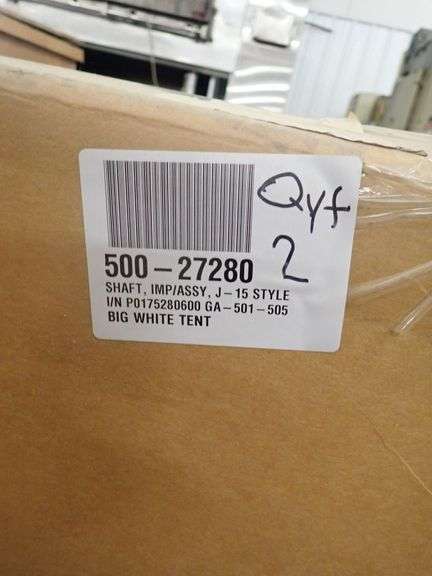 Qyt
500-27280 2
SHAFT, IMP/ASSY, J-15 STYLE
I/N P0175280600 GA-501-505
BIG WHITE TENT